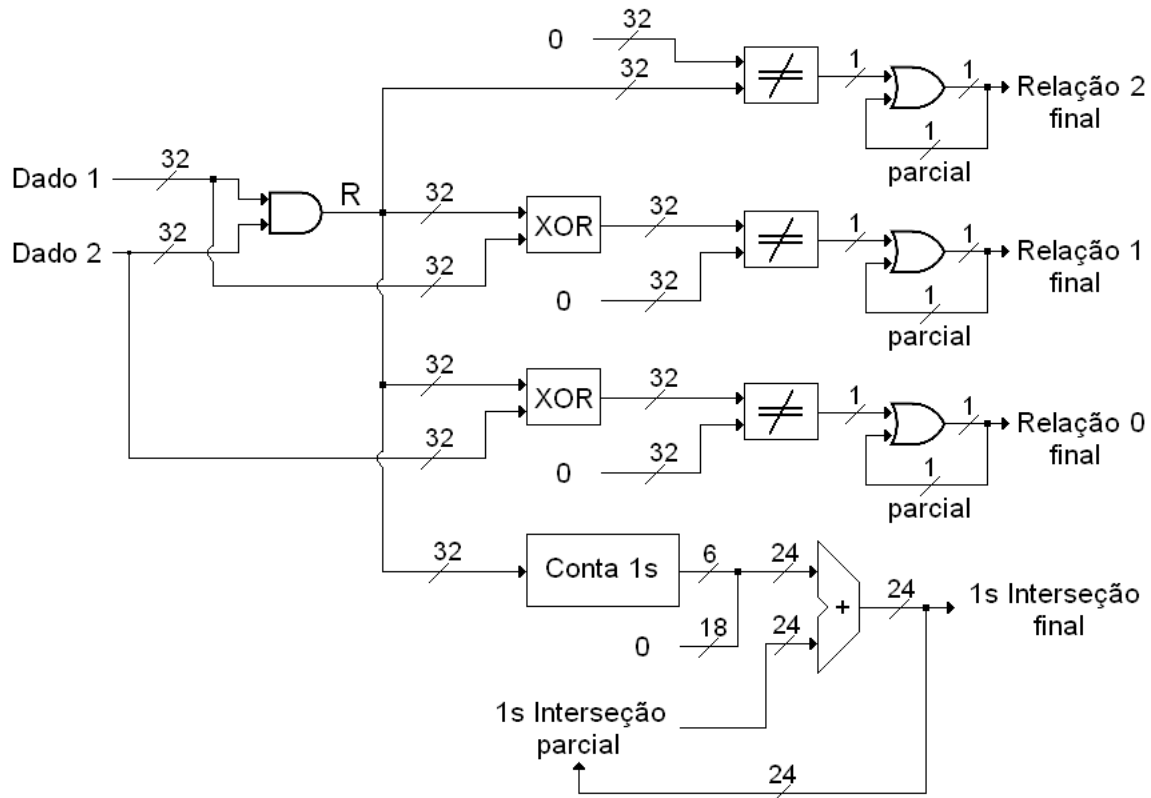 0
32
32
1
1
Relação 2
final
1
parcial
Dado 1
32
R
32
XOR
32
1
1
Relação 1
final
Dado 2
32
32
0
32
1
parcial
32
XOR
32
1
1
Relação 0
final
32
0
32
1
parcial
32
Conta 1s
6
24
+
24
1s Interseção
final
0
18
24
1s Interseção
parcial
24